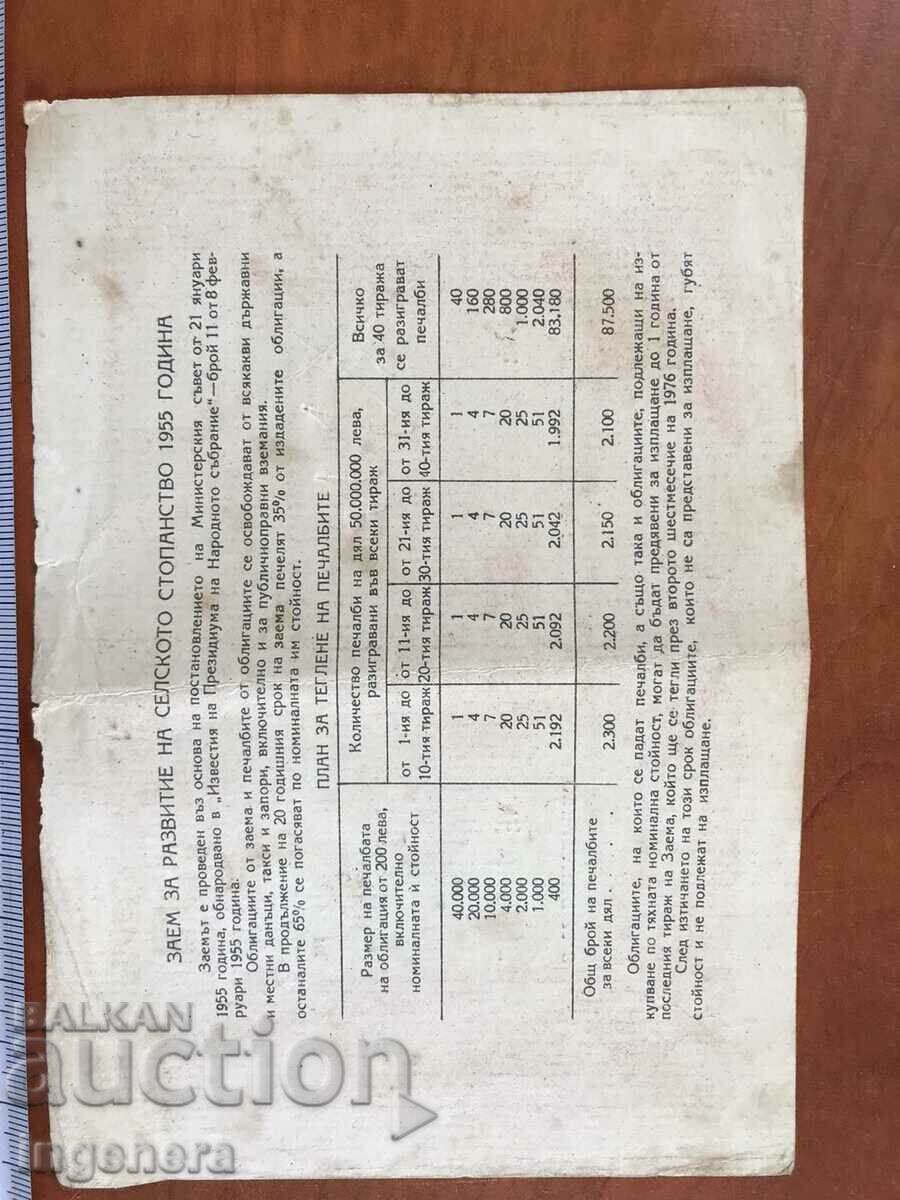 ЗАЕМ ЗА РАЗВИТИЕ НА СЕЛСКОТО СТОПАНСТВО 1955 ГОДИНА
Заемът е проведен въз основа на постановлението на Министерския съвет от 21 януари
1955 година, обнародвано в „Известия на Президиума на Народното събрание“—брой 11 от 8 фев-
руари 1955 година.
Облигациите от заема и печалбите от облигациите се освобождават от всякакви държавни
и местни данъци, такси и запори, включително и за публичноправни вземания.
В продължение на 20 годишния срок на заема печелят 35% от издадените облигации, а
останалите 65% се погасяват по номиналната им стойност.
ПЛАН ЗА ТЕГЛЕНЕ НА ПЕЧАЛБИТЕ
Размер на печалбата
на облигация от 200 лева,
включително
номиналната ѝ стойност
Количество печалби на дял 50.000.000 лева,
разигравани във всеки тираж
от 1-ия до
10-тия тираж
от 11-ия до
20-тия тираж
от 21-ия до
30-тия тираж
от 31-ия до
40-тия тираж
Всичко
за 40 тиража
се разиграват
печалби
40.000 1 1 1 1 40
20.000 4 4 4 4 160
10.000 7 7 7 7 280
4.000 20 20 20 20 800
2.000 25 25 25 25 1.000
1.000 51 51 51 51 2.040
400 2.192 2.092 2.042 1.992 83.180
Общ брой на печалбите
за всеки дял . . . . 2.300 2.200 2.150 2.100 87.500
Облигациите, на които се падат печалби, а също така и облигациите, подлежащи на из-
купване по тяхната номинална стойност, могат да бъдат предявени за изплащане до 1 година от
последния тираж на Заема, който ще се тегли през второто шестмесечие на 1976 година.
След изтичането на този срок облигациите, които не са представени за изплащане, губят
стойност и не подлежат на изплащане.
BALKAN
auction
ingehera